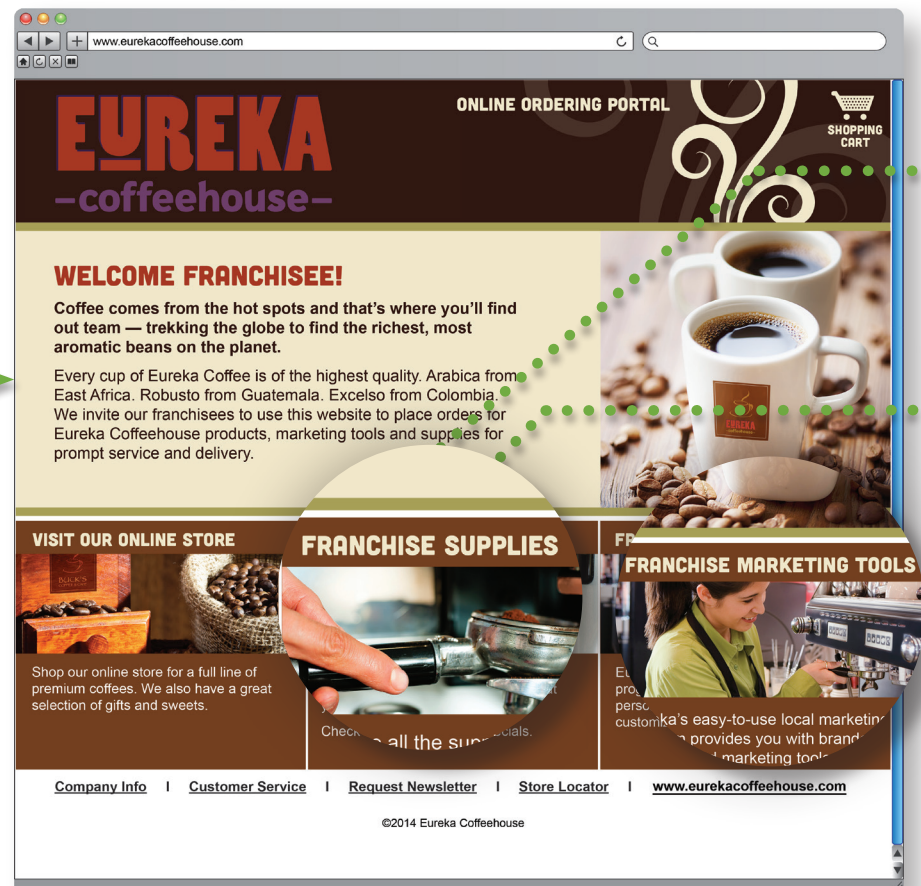 www.eurekacoffeehouse.com
EUREKA
-coffeehouse-
ONLINE ORDERING PORTAL
SHOPPING
CART
WELCOME FRANCHISEE!
Coffee comes from the hot spots and that's where you'll find
out team — trekking the globe to find the richest, most
aromatic beans on the planet.
Every cup of Eureka Coffee is of the highest quality. Arabica from
East Africa. Robusto from Guatemala. Excelso from Colombia.
We invite our franchisees to use this website to place orders for
Eureka Coffeehouse products, marketing tools and supplies for
prompt service and delivery.
EUREKA
coffeehouse
VISIT OUR ONLINE STORE
Shop our online store for a full line of
premium coffees. We also have a great
selection of gifts and sweets.
FRANCHISE SUPPLIES
Check
all the
FRANCHISE MARKETING TOOLS
ka's easy-to-use local marketing
provides you with brand
marketing tools
Company Info | Customer Service | Request Newsletter | Store Locator | www.eurekacoffeehouse.com
©2014 Eureka Coffeehouse